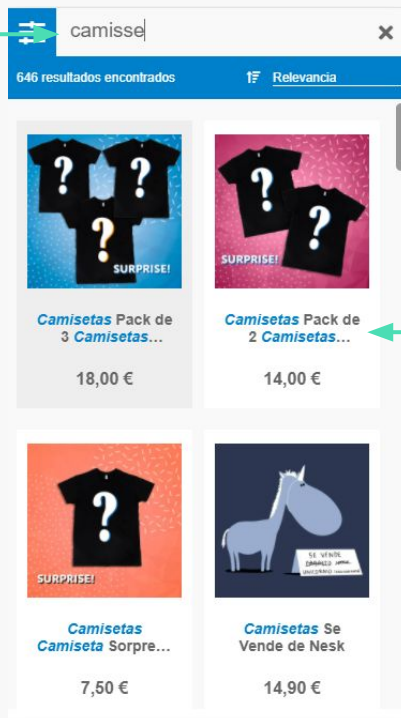 camisse
646 resultados encontrados
Relevancia
?
?
?
SURPRISE!
?
?
SURPRISE!
Camisetas Pack de
3 Camisetas...
18,00 €
Camisetas Pack de
2 Camisetas...
14,00 €
?
SURPRISE!
SE VENDE
Camisetas
Camiseta Sorpre...
7,50 €
Camisetas Se
Vende de Nesk
14,90 €